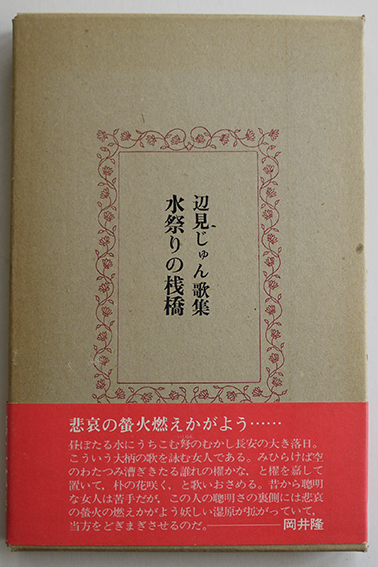 辺見じゅん歌集
水祭りの桟橋
悲哀の螢火燃えかがよう……
昼ほたる水にうちこむ弩のむかし長安の大き落日。
こういう大柄の歌を詠む女人である。みひらけば空
のわたつみ漕ぎきたる誰れの櫂かな、と櫂を嘉して
置いて、朴の花咲く、と歌いおさめる。昔から聰明
な女人は苦手だが、この人の聰明さの裏側には悲哀
の螢火の燃えかがよう妖しい湿原が拡がっていて、
当方をどぎまぎさせるのだ。――岡井隆